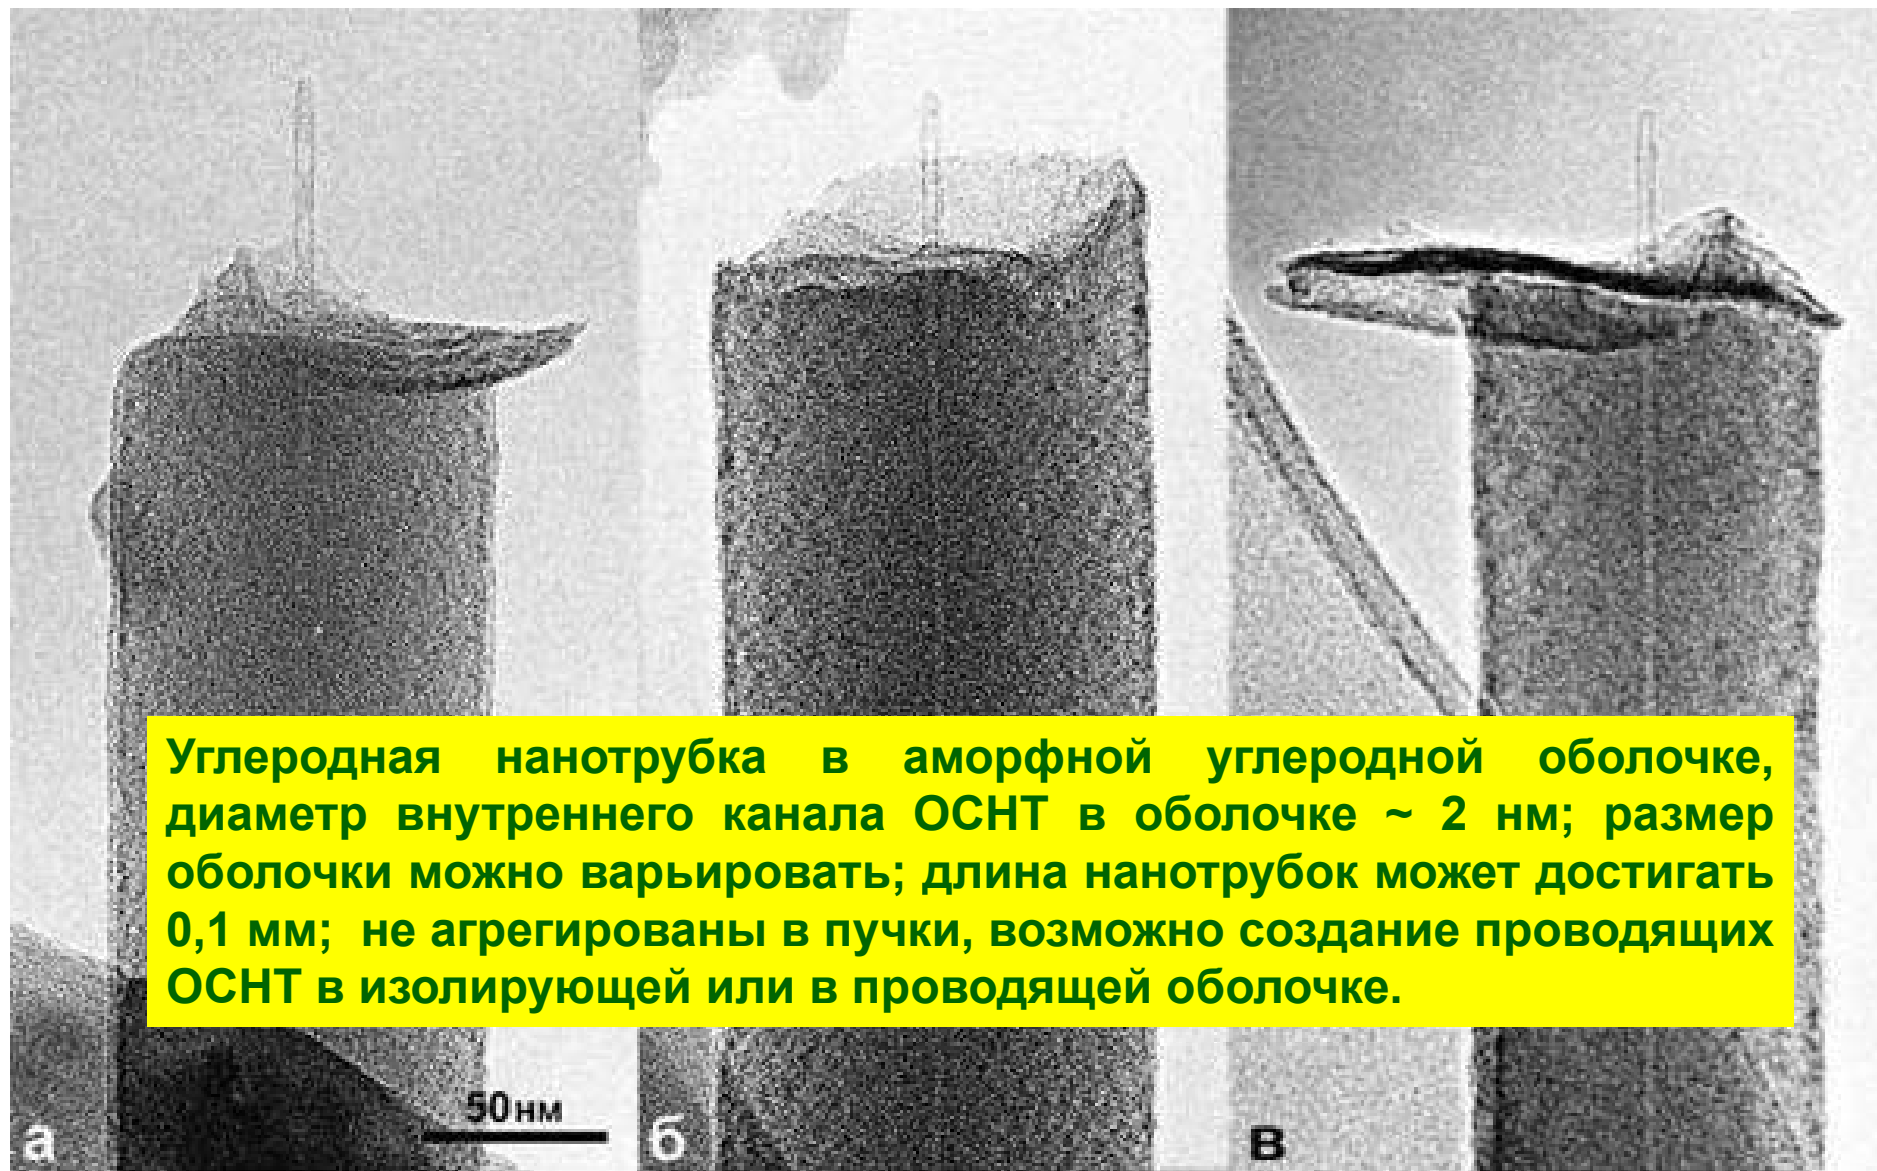 Углеродная нанотрубка в аморфной углеродной оболочке,
диаметр внутреннего канала ОСНТ в оболочке ~ 2 нм; размер
оболочки можно варьировать; длина нанотрубок может достигать
0,1 мм; не агрегированы в пучки, возможно создание проводящих
ОСНТ в изолирующей или в проводящей оболочке.
50нм
а
б
в